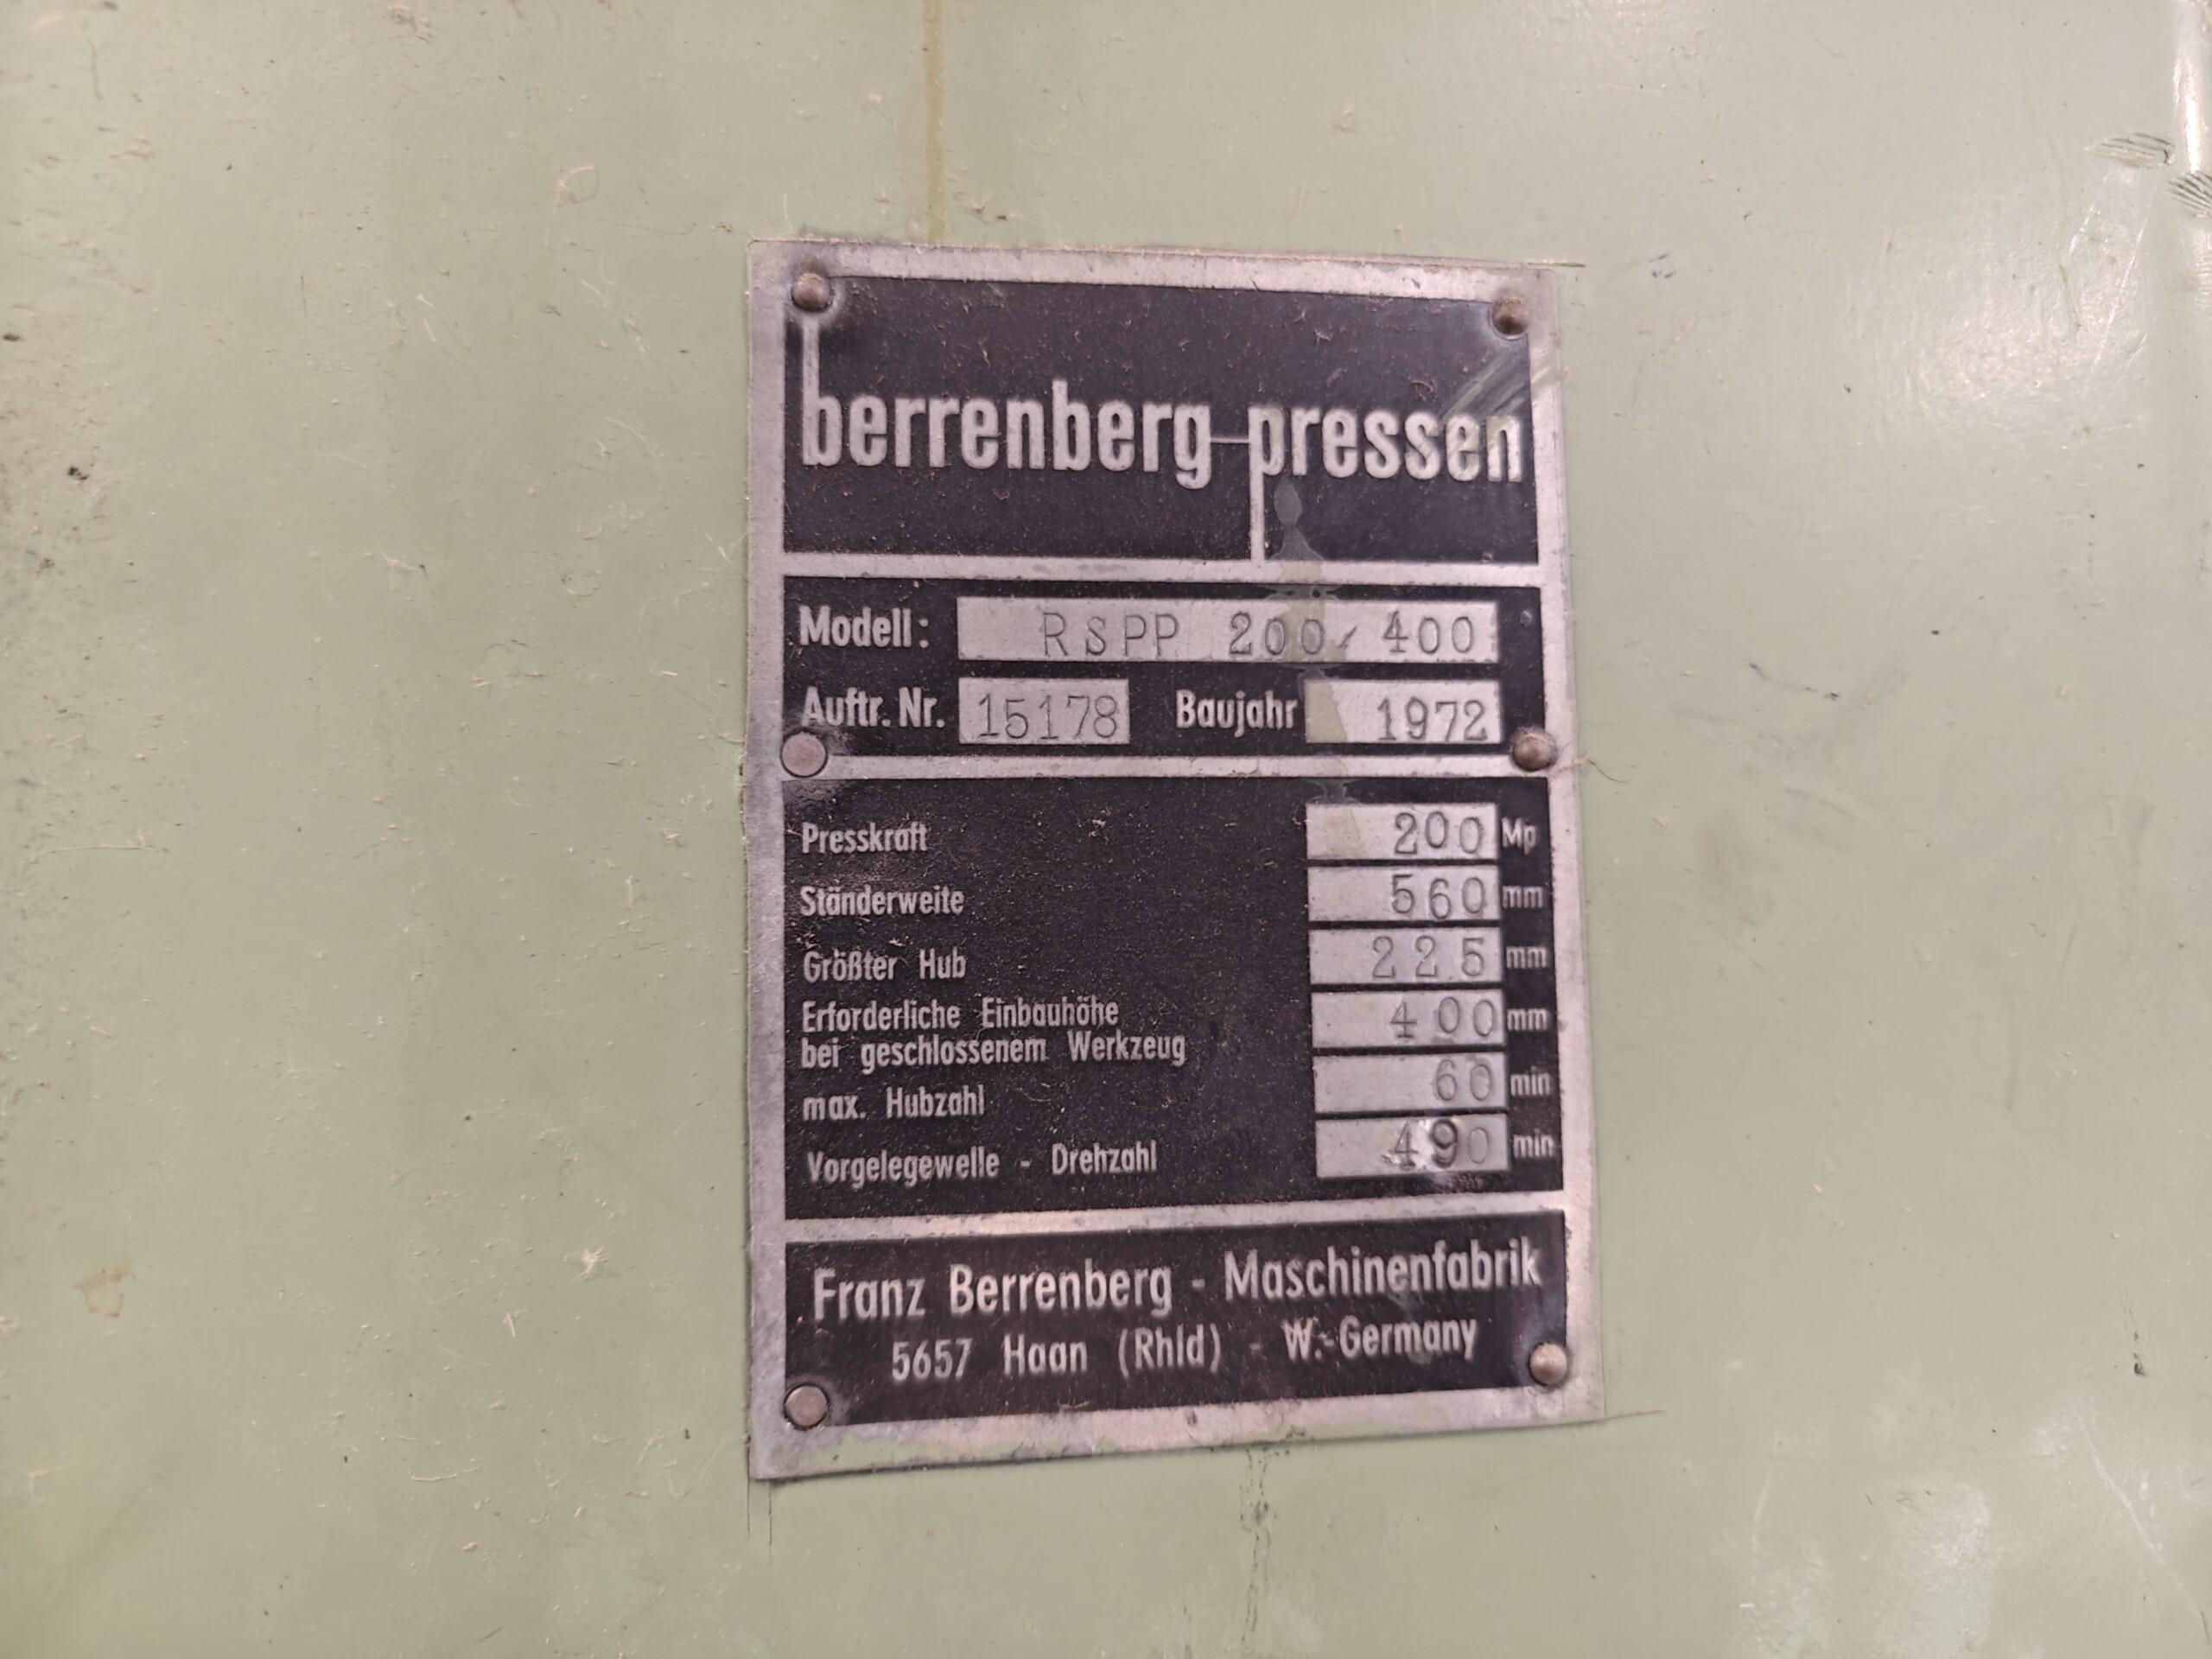 berrenberg-pressen
Modell: RSPP 200/400
Auftr. Nr. 15178 Baujahr 1972
Presskraft 200 Mp
Ständerweite 560 mm
Größter Hub 225 mm
Erforderliche Einbauhöhe
bei geschlossenem Werkzeug 400 mm
max. Hubzahl 60 min
Vorgelegewelle - Drehzahl 490 min
Franz Berrenberg - Maschinenfabrik
5657 Haan (Rhld) - W.-Germany